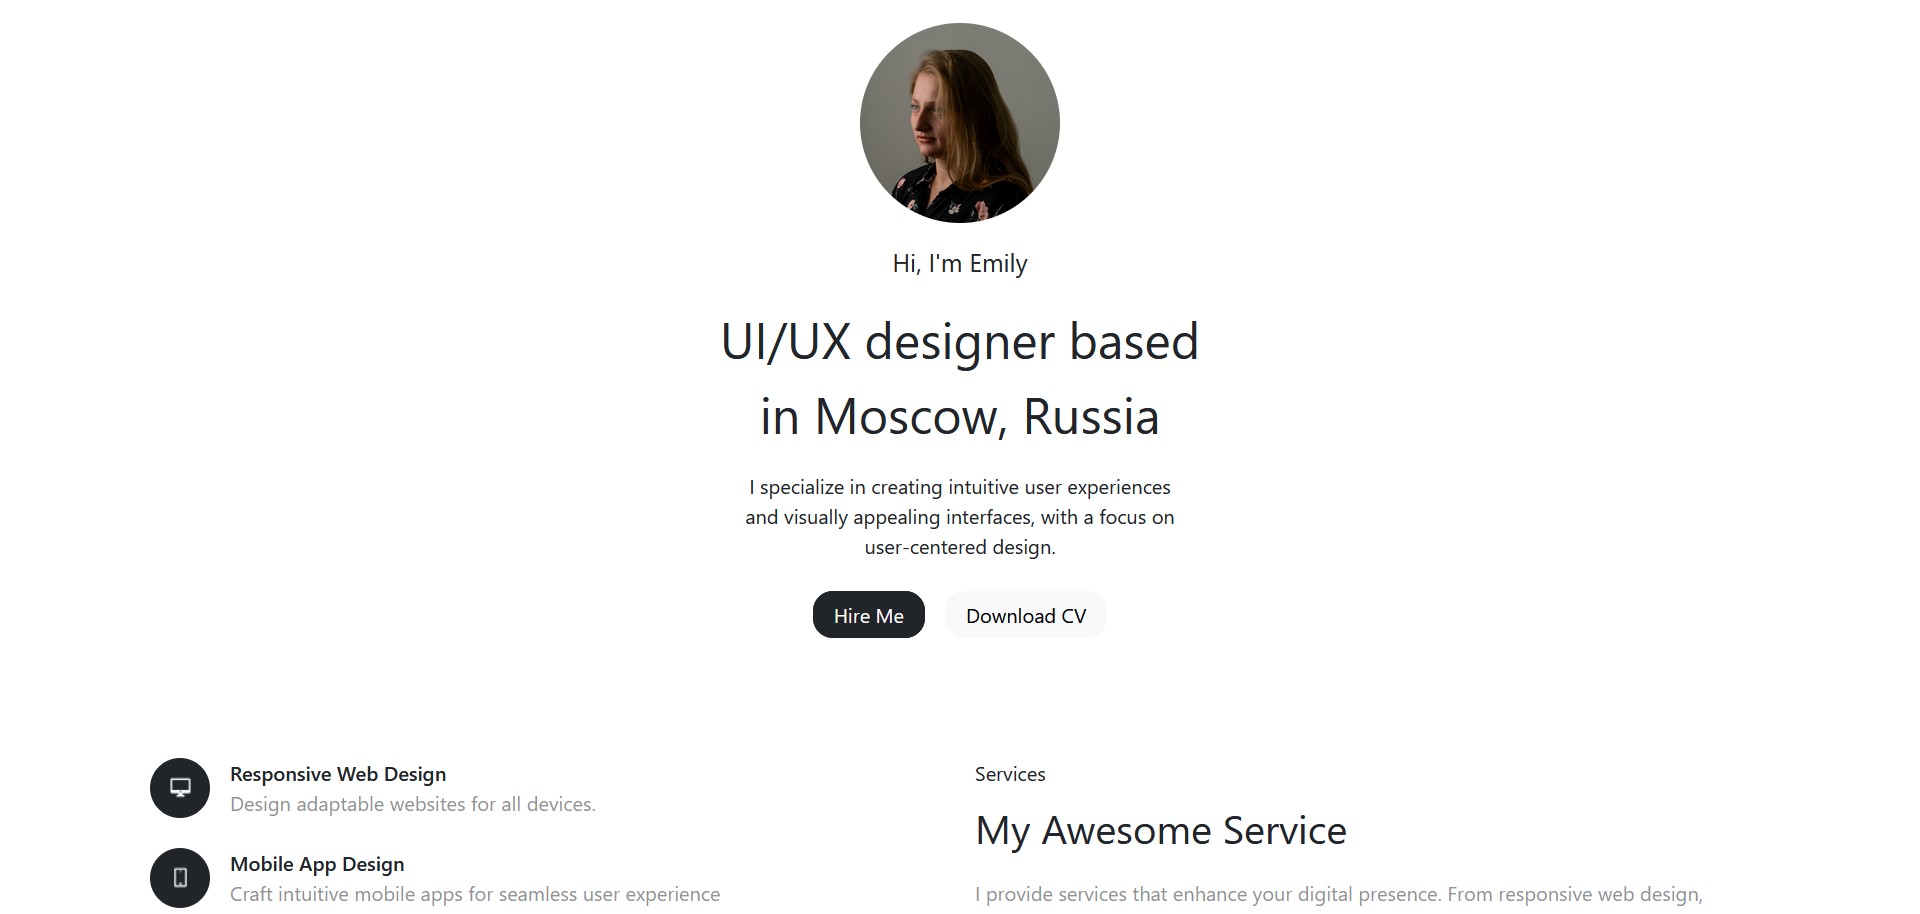 Hi, I'm Emily
UI/UX designer based
in Moscow, Russia
I specialize in creating intuitive user experiences
and visually appealing interfaces, with a focus on
user-centered design.
Hire Me
Download CV
Responsive Web Design
Design adaptable websites for all devices.
Mobile App Design
Craft intuitive mobile apps for seamless user experience
Services
My Awesome Service
I provide services that enhance your digital presence. From responsive web design,